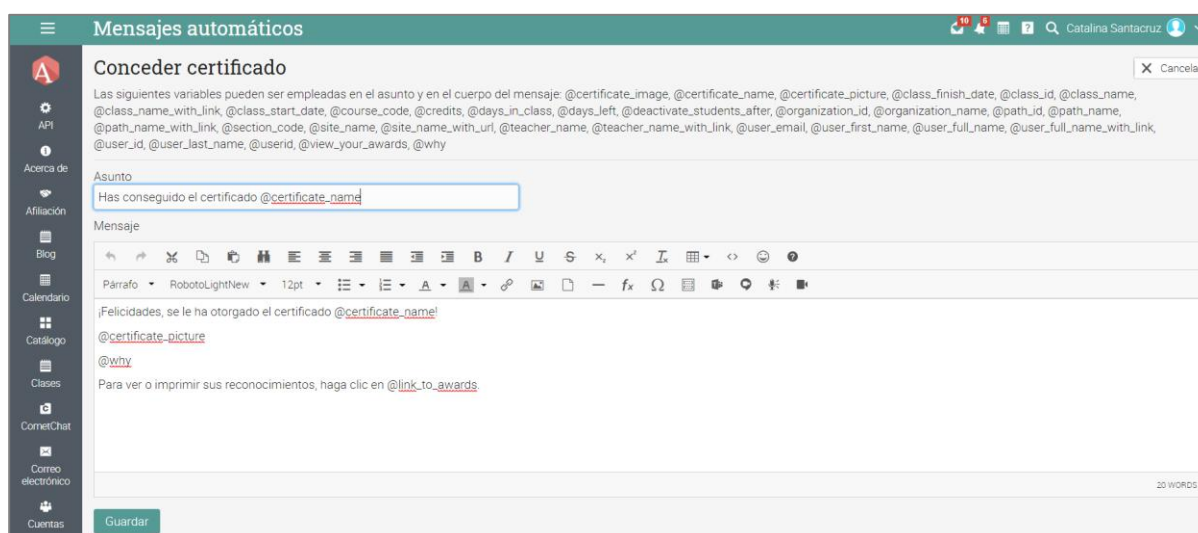 Mensajes automáticos
10
6
Catalina Santacruz
API
Acerca de
Afiliación
Blog
Calendario
Catálogo
Clases
CometChat
Correo
electrónico
Cuentas
Conceder certificado
X Cancela
Las siguientes variables pueden ser empleadas en el asunto y en el cuerpo del mensaje: @certificate_image, @certificate_name, @certificate_picture, @class_finish_date, @class_id, @class_name,
@class_name_with_link, @class_start_date, @course_code, @credits, @days_in_class, @days_left, @deactivate_students_after, @organization_id, @organization_name, @path_id, @path_name,
@path_name_with_link, @section_code, @site_name, @site_name_with_url, @teacher_name, @teacher_name_with_link, @user_email, @user_first_name, @user_full_name, @user_full_name_with_link,
@user_id, @user_last_name, @userid, @view_your_awards, @why
Asunto
Has conseguido el certificado @certificate_name
Mensaje
Párrafo RobotoLightNew 12pt
¡Felicidades, se le ha otorgado el certificado @certificate_name!
@certificate_picture
@why
Para ver o imprimir sus reconocimientos, haga clic en @link_to_awards.
20 WORDS
Guardar